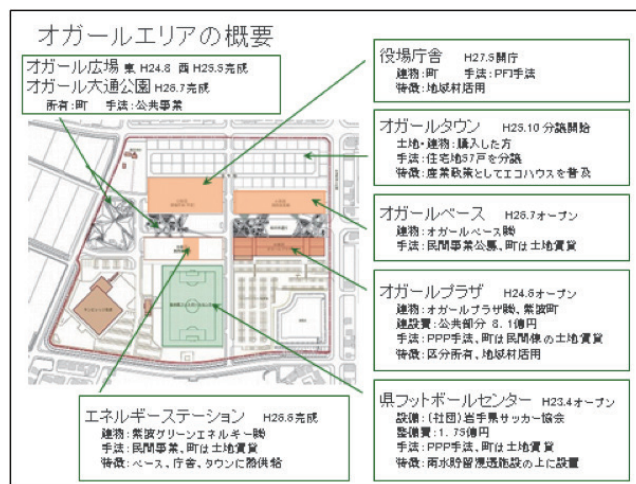 オガールエリアの概要
オガール広場 東 H24.8 西 H25.9完成
オガール大通公園 H26.7完成
所有:町 手法:公共事業
役場庁舎 H27.5開庁
建物:町 手法:PFI手法
特徴:地域材活用
オガールタウン H25.10分譲開始
土地・建物:購入した方
手法:住宅地57戸を分譲
特徴:産業政策としてエコハウスを普及
オガールベース H26.7オープン
建物:オガールベース㈱
手法:民間事業公募、町は土地賃貸
オガールプラザ H24.6オープン
建物:オガールプラザ㈱、紫波町
建設費:公共部分 8.1億円
手法:PPP手法、町は民間棟の土地賃貸
特徴:区分所有、地域材活用
エネルギーステーション H26.6完成
建物:紫波グリーンエネルギー㈱
手法:民間事業、町は土地賃貸
特徴:ベース、庁舎、タウンに熱供給
県フットボールセンター H23.4オープン
設備:(社団)岩手県サッカー協会
整備費:1.75億円
手法:PPP手法、町は土地賃貸
特徴:雨水貯留浸透施設の上に設置